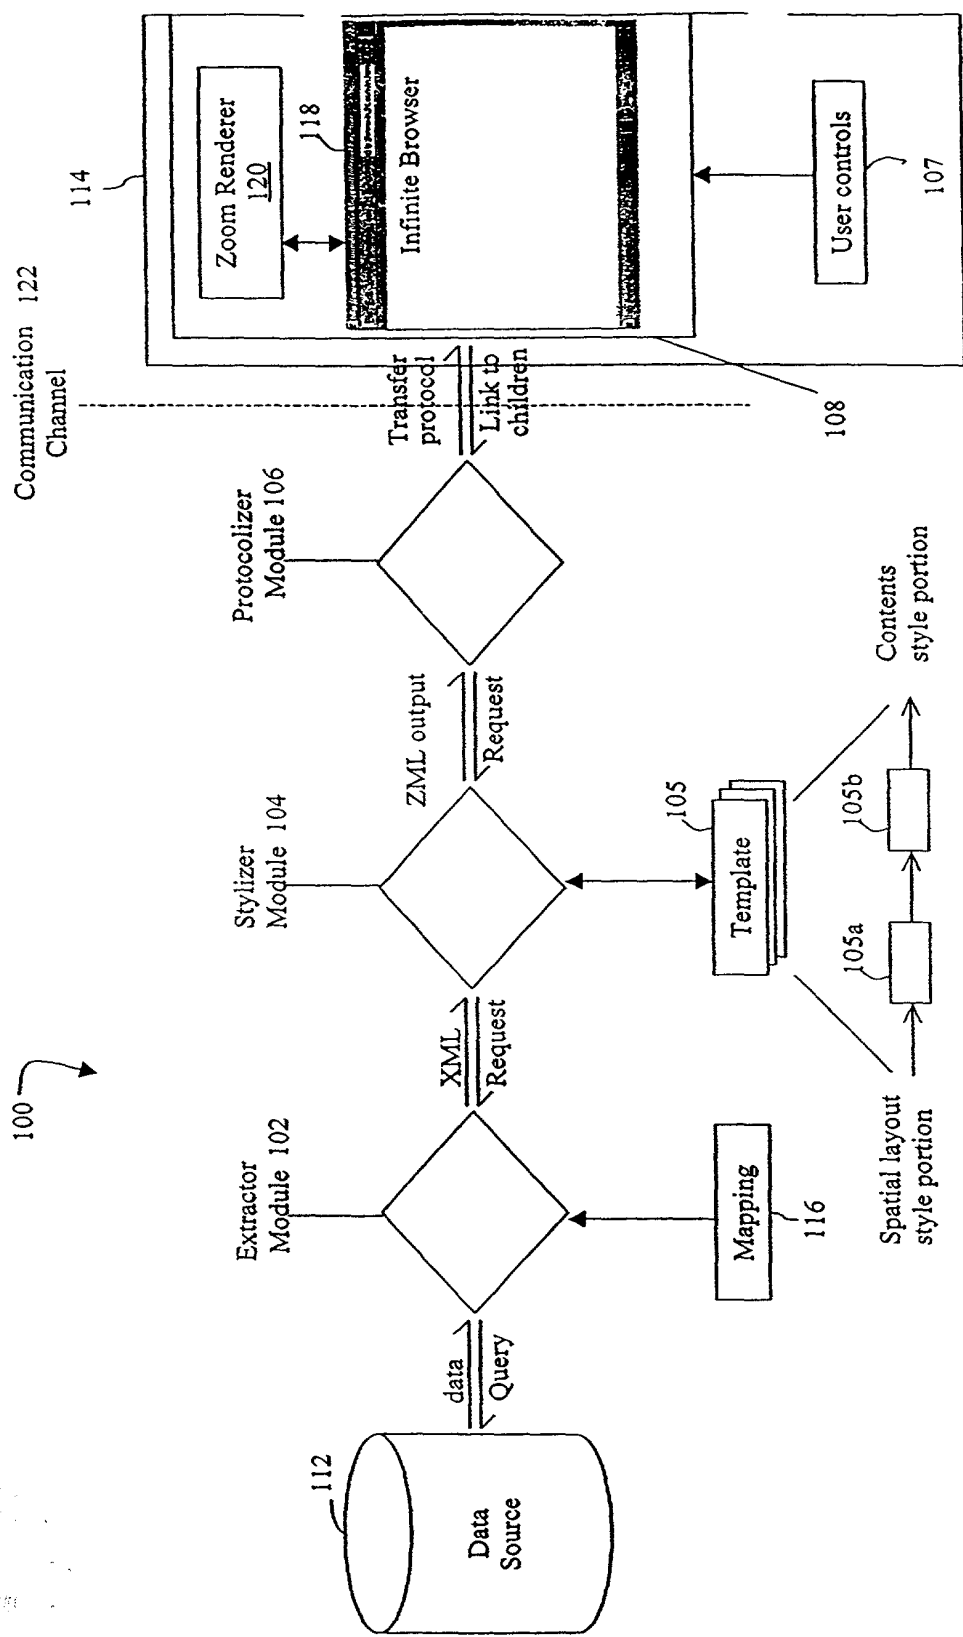 100
Communication 122
Channel
114
Zoom Renderer
120
118
Infinite Browser
User controls
107
108
Transfer
protocol
Link to
children
Protocolizer
Module 106
ZML output
Request
Stylizer
Module 104
XML
Request
Extractor
Module 102
data
Query
112
Data
Source
Mapping
116
Template
105
Spatial layout
style portion
105a
105b
Contents
style portion